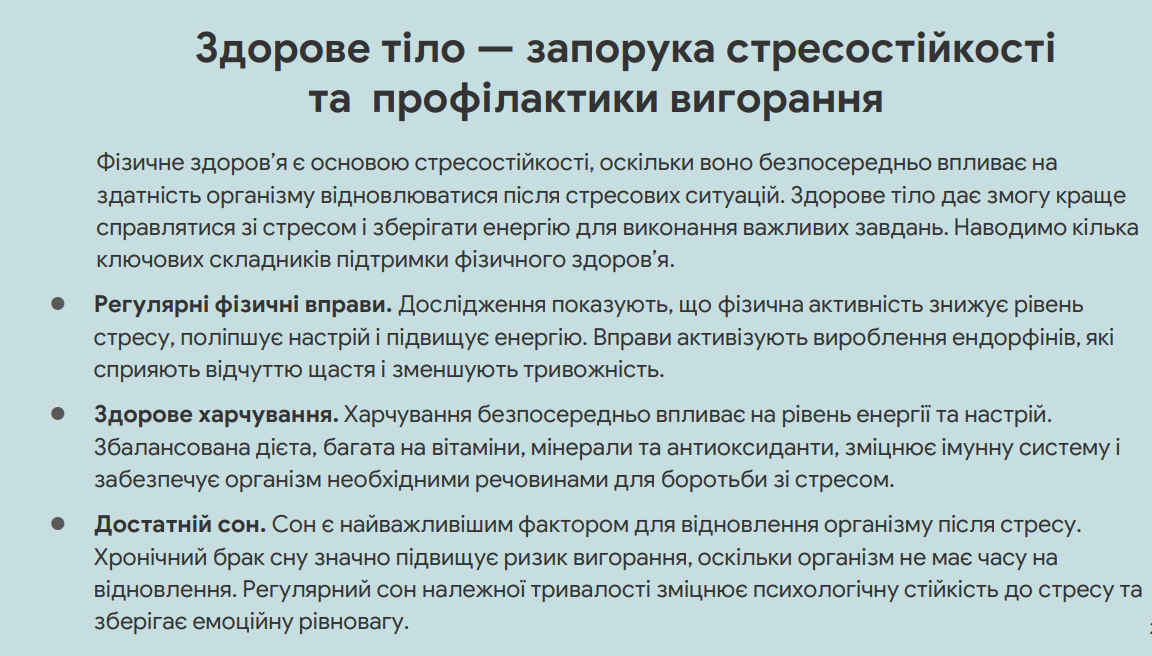 Здорове тіло — запорука стресостійкості
та профілактики вигорання
Фізичне здоров’я є основою стресостійкості, оскільки воно безпосередньо впливає на
здатність організму відновлюватися після стресових ситуацій. Здорове тіло дає змогу краще
справлятися зі стресом і зберігати енергію для виконання важливих завдань. Наводимо кілька
ключових складників підтримки фізичного здоров’я.
● Регулярні фізичні вправи. Дослідження показують, що фізична активність знижує рівень
стресу, поліпшує настрій і підвищує енергію. Вправи активізують вироблення ендорфінів, які
сприяють відчуттю щастя і зменшують тривожність.
● Здорове харчування. Харчування безпосередньо впливає на рівень енергії та настрій.
Збалансована дієта, багата на вітаміни, мінерали та антиоксиданти, зміцнює імунну систему і
забезпечує організм необхідними речовинами для боротьби зі стресом.
● Достатній сон. Сон є найважливішим фактором для відновлення організму після стресу.
Хронічний брак сну значно підвищує ризик вигорання, оскільки організм не має часу на
відновлення. Регулярний сон належної тривалості зміцнює психологічну стійкість до стресу та
зберігає емоційну рівновагу.